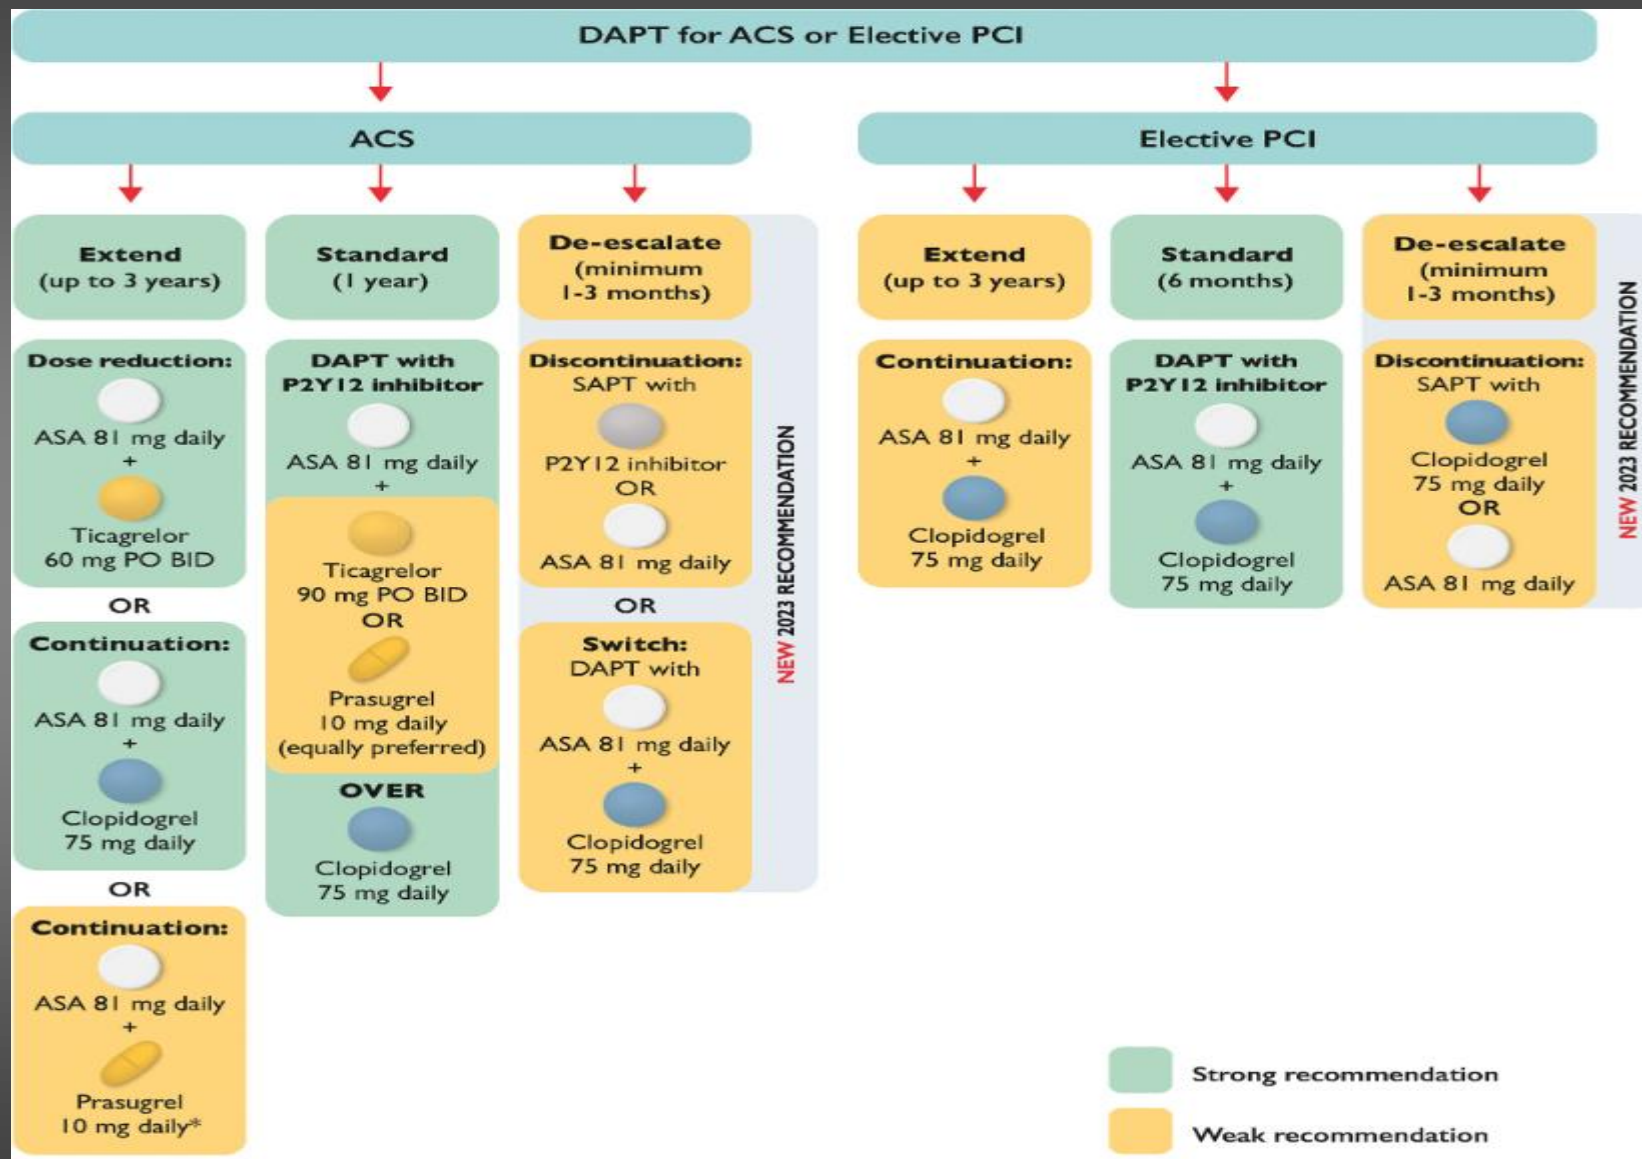 DAPT for ACS or Elective PCI
ACS
Extend
(up to 3 years)
Dose reduction:
ASA 81 mg daily
+
Ticagrelor
60 mg PO BID
OR
Continuation:
ASA 81 mg daily
+
Clopidogrel
75 mg daily
OR
Continuation:
ASA 81 mg daily
+
Prasugrel
10 mg daily*
Standard
(1 year)
DAPT with
P2Y12 inhibitor
ASA 81 mg daily
+
Ticagrelor
90 mg PO BID
OR
Prasugrel
10 mg daily
(equally preferred)
OVER
Clopidogrel
75 mg daily
De-escalate
(minimum
1-3 months)
Discontinuation:
SAPT with
P2Y12 inhibitor
OR
ASA 81 mg daily
OR
Switch:
DAPT with
ASA 81 mg daily
+
Clopidogrel
75 mg daily
NEW 2023 RECOMMENDATION
Elective PCI
Extend
(up to 3 years)
Continuation:
ASA 81 mg daily
+
Clopidogrel
75 mg daily
Standard
(6 months)
DAPT with
P2Y12 inhibitor
ASA 81 mg daily
+
Clopidogrel
75 mg daily
De-escalate
(minimum
1-3 months)
Discontinuation:
SAPT with
Clopidogrel
75 mg daily
OR
ASA 81 mg daily
NEW 2023 RECOMMENDATION
Strong recommendation
Weak recommendation